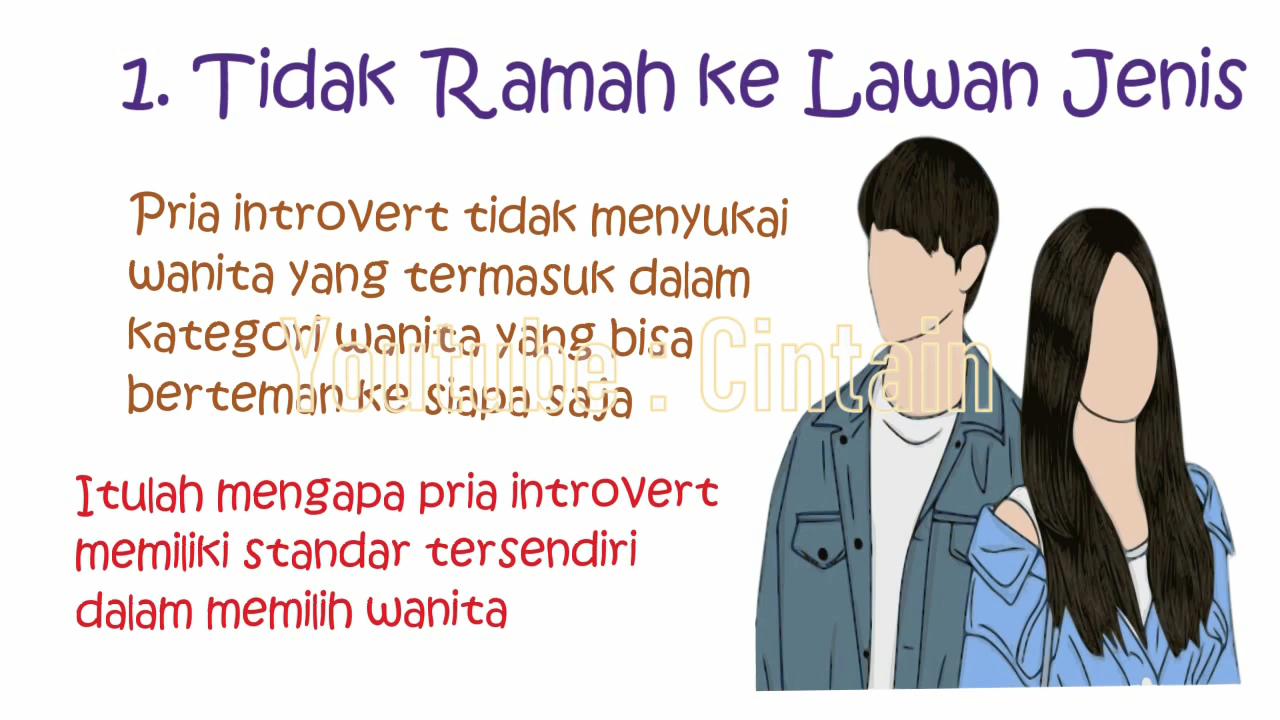 1. Tidak Ramah ke Lawan Jenis
Pria introvert tidak menyukai
wanita yang termasuk dalam
kategori wanita yang bisa
berteman ke siapa saja
Youtube : Cintain
Itulah mengapa pria introvert
memiliki standar tersendiri
dalam memilih wanita